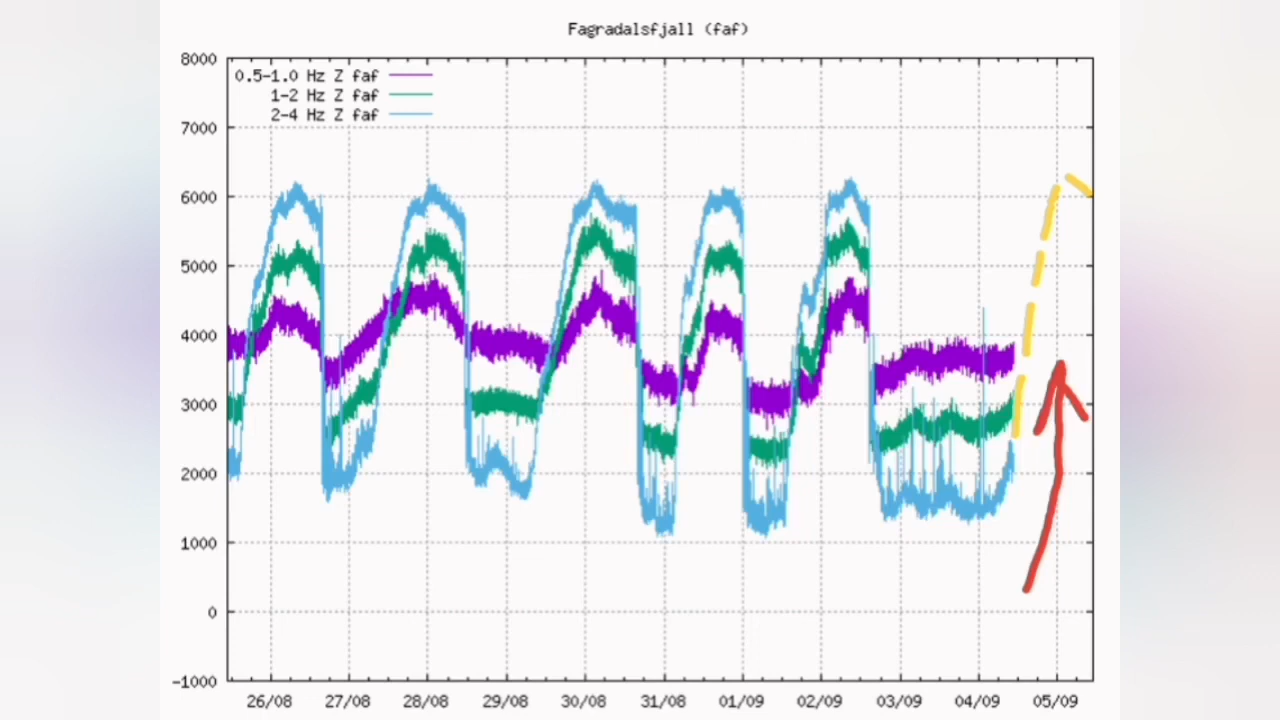 Fagradalsfjall (faf)
8000
0.5-1.0 Hz Z faf
1-2 Hz Z faf
2-4 Hz Z faf
7000
6000
5000
4000
3000
2000
1000
0
-1000
26/08 27/08 28/08 29/08 30/08 31/08 01/09 02/09 03/09 04/09 05/09